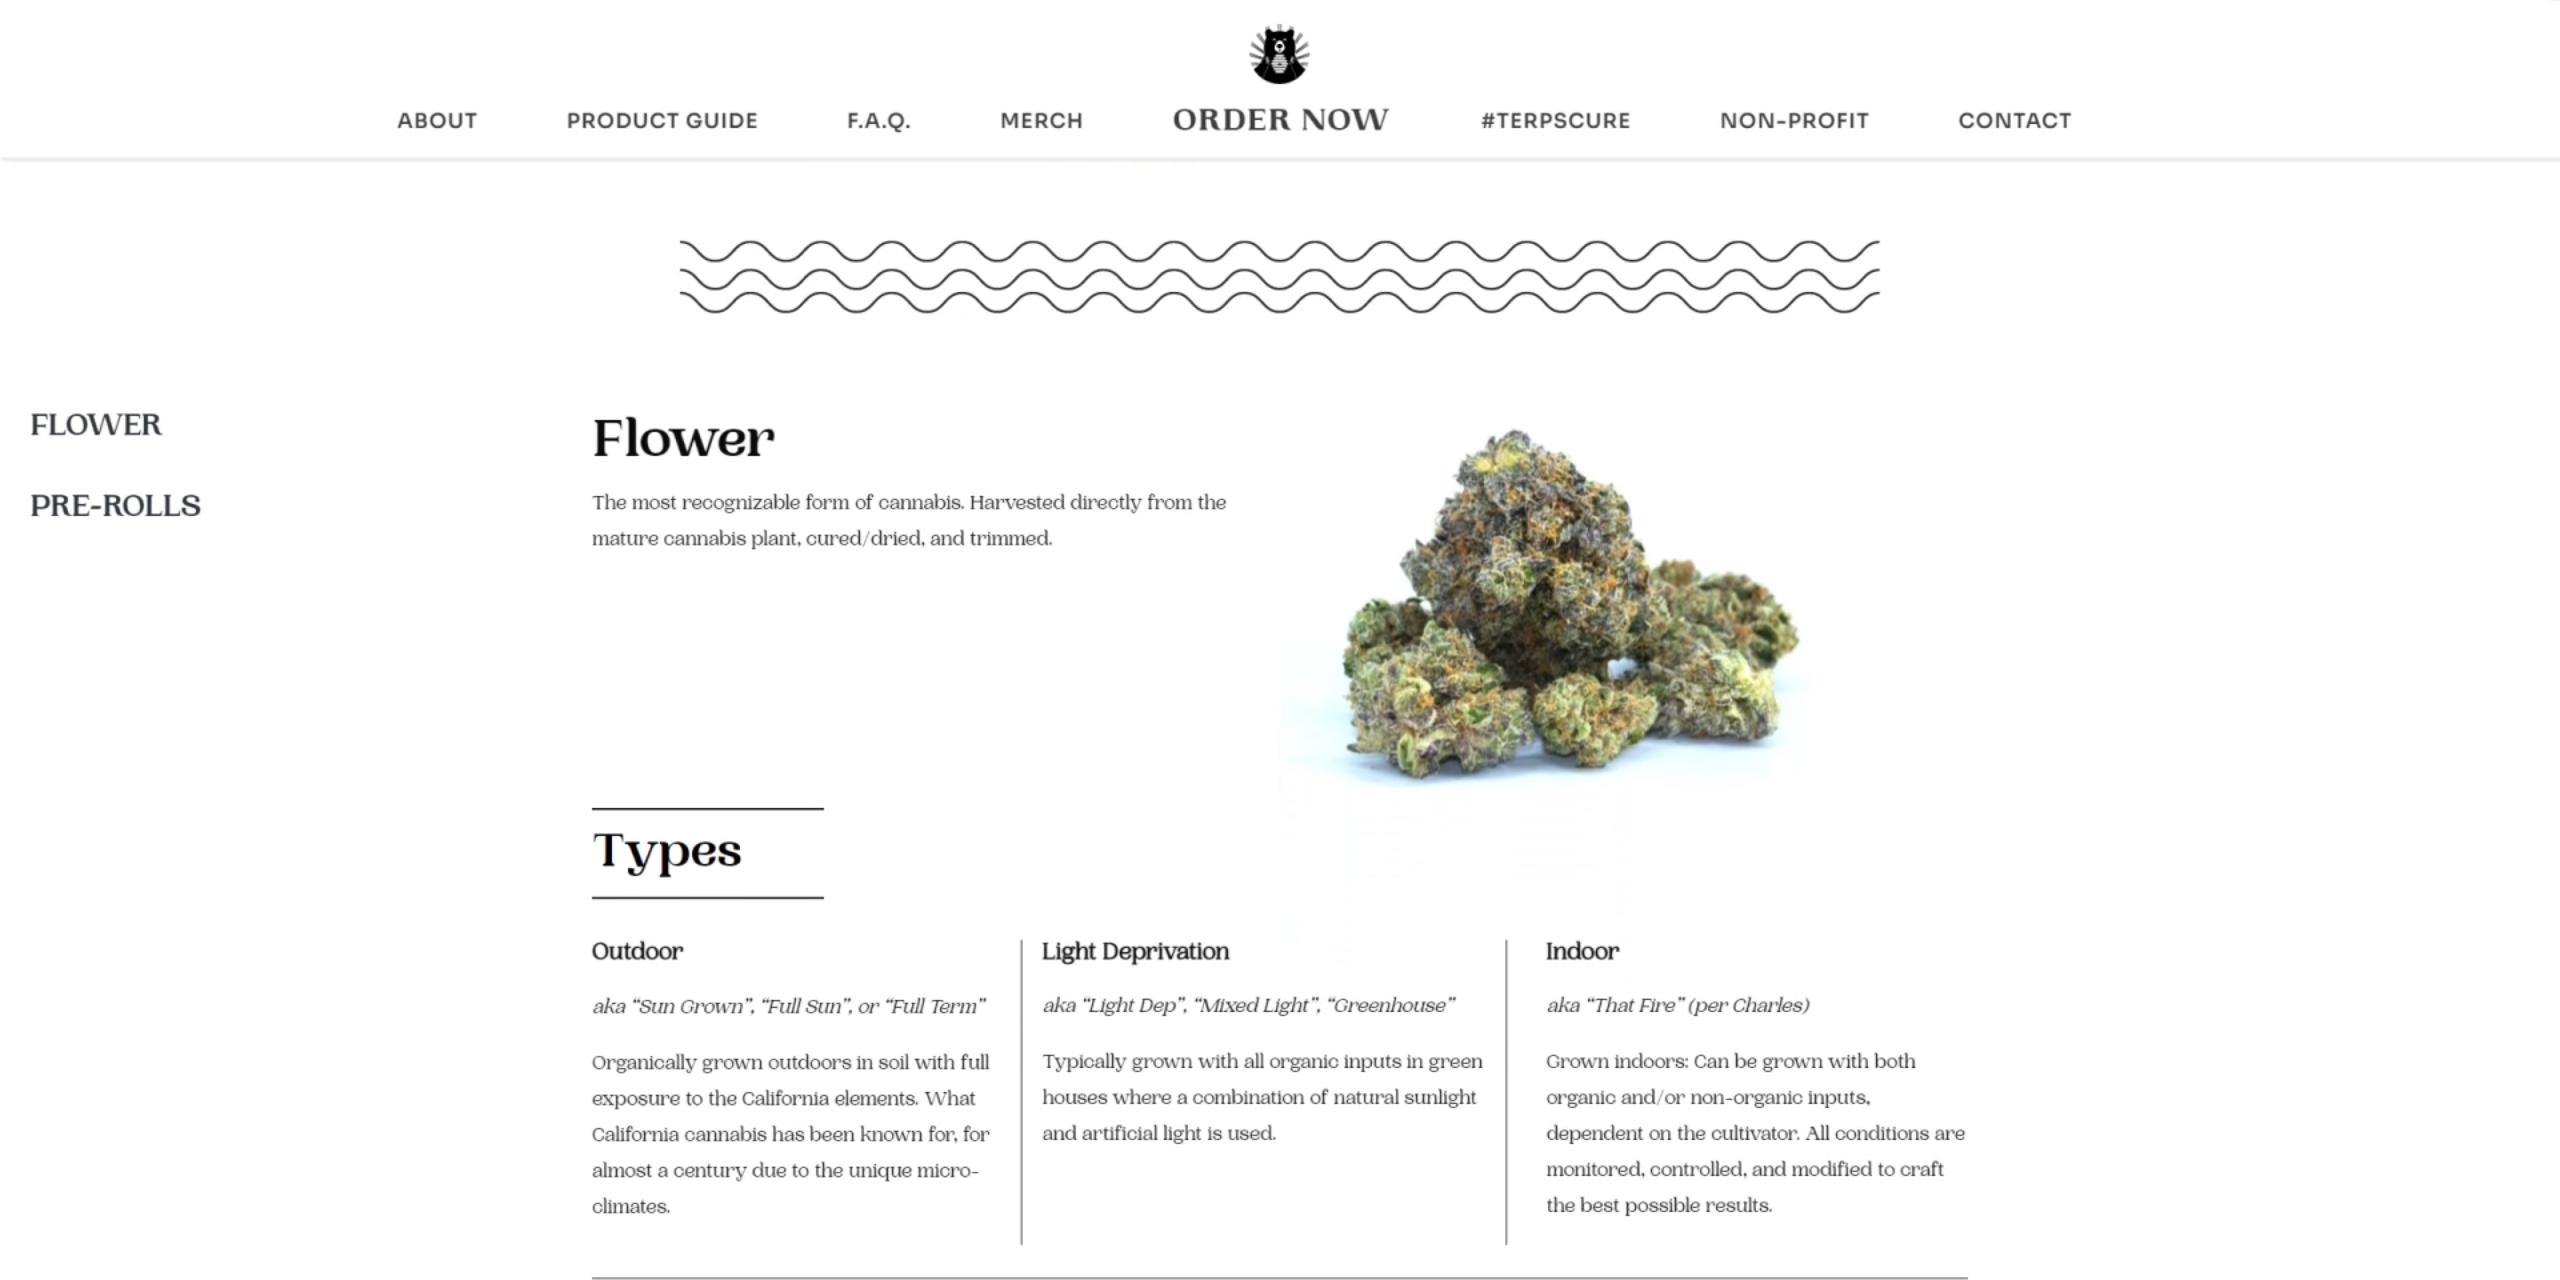 ABOUT PRODUCT GUIDE F.A.Q. MERCH ORDER NOW #TERPSCURE NON-PROFIT CONTACT
FLOWER
PRE-ROLLS
Flower
The most recognizable form of cannabis. Harvested directly from the
mature cannabis plant, cured/dried, and trimmed.
Types
Outdoor
aka “Sun Grown”, “Full Sun”, or “Full Term”
Organically grown outdoors in soil with full
exposure to the California elements. What
California cannabis has been known for, for
almost a century due to the unique micro-
climates.
Light Deprivation
aka “Light Dep”, “Mixed Light”, “Greenhouse”
Typically grown with all organic inputs in green
houses where a combination of natural sunlight
and artificial light is used.
Indoor
aka “That Fire” (per Charles)
Grown indoors: Can be grown with both
organic and/or non-organic inputs,
dependent on the cultivator. All conditions are
monitored, controlled, and modified to craft
the best possible results.